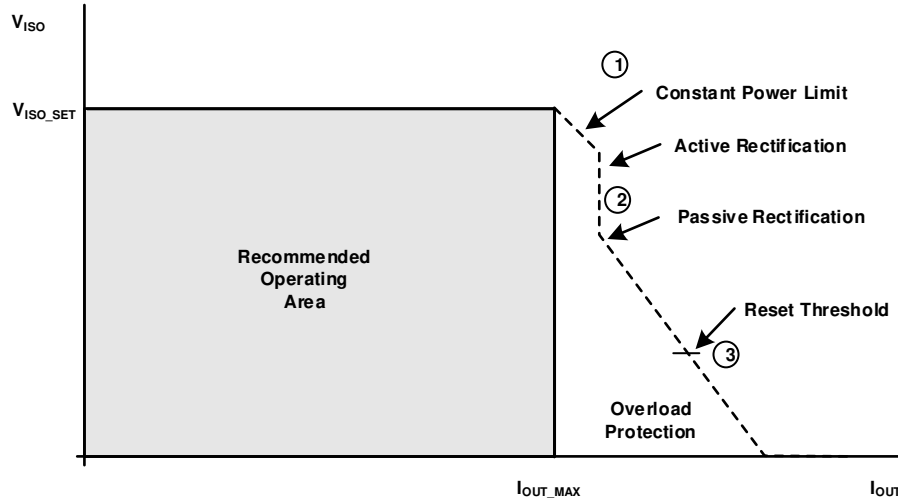 VISO
1
Constant Power Limit
VISO_SET
Active Rectification
2
Passive Rectification
Recommended
Operating
Area
Reset Threshold
3
Overload
Protection
IOUT_MAX
IOUT